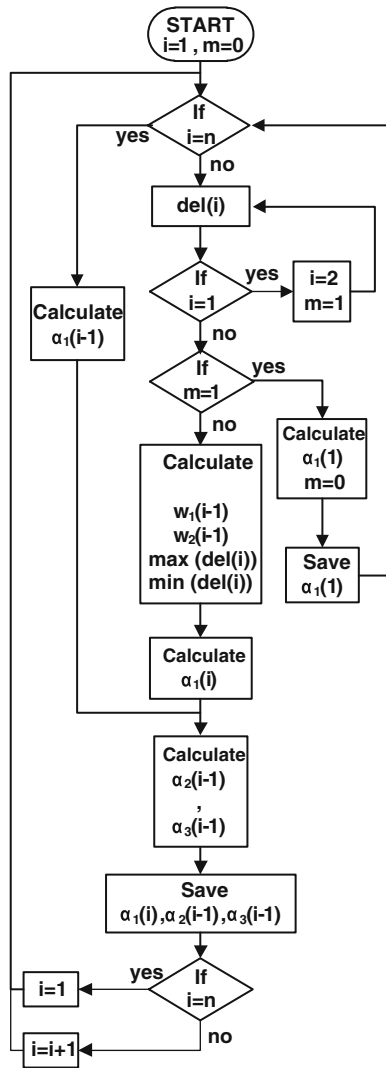 START
i=1 , m=0
If
i=n
yes
no
del(i)
If
i=1
yes
i=2
m=1
no
Calculate
α₁(i-1)
If
m=1
yes
no
Calculate
α₁(1)
m=0
Calculate
w₁(i-1)
w₂(i-1)
max (del(i))
min (del(i))
Save
α₁(1)
Calculate
α₁(i)
Calculate
α₂(i-1)
,
α₃(i-1)
Save
α₁(i),α₂(i-1),α₃(i-1)
If
i=n
yes
i=1
no
i=i+1